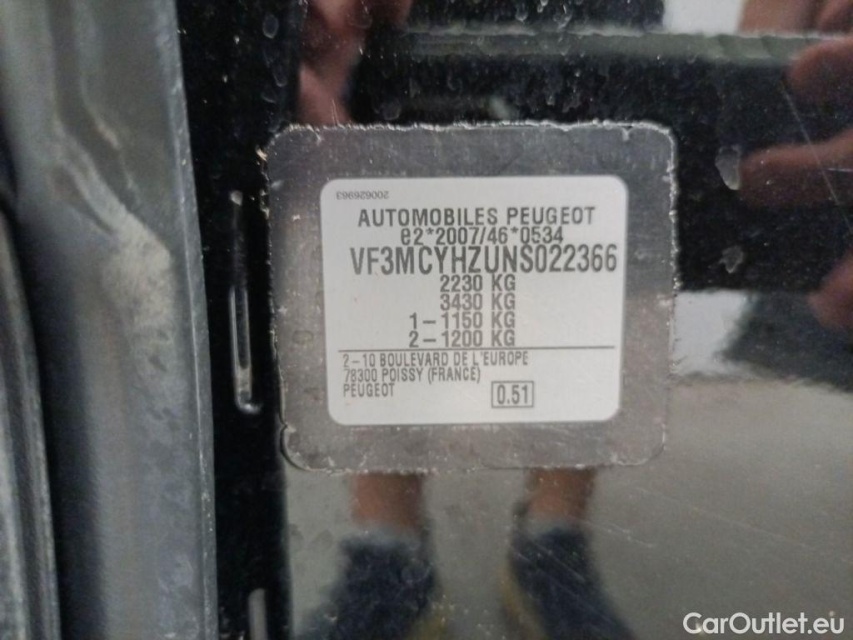 200626963
AUTOMOBILES PEUGEOT
e2*2007/46*0534
VF3MCYHZUNS022366
2230 KG
3430 KG
1-1150 KG
2-1200 KG
2-10 BOULEVARD DE L'EUROPE
78300 POISSY (FRANCE)
PEUGEOT
0.51
CarOutlet.eu